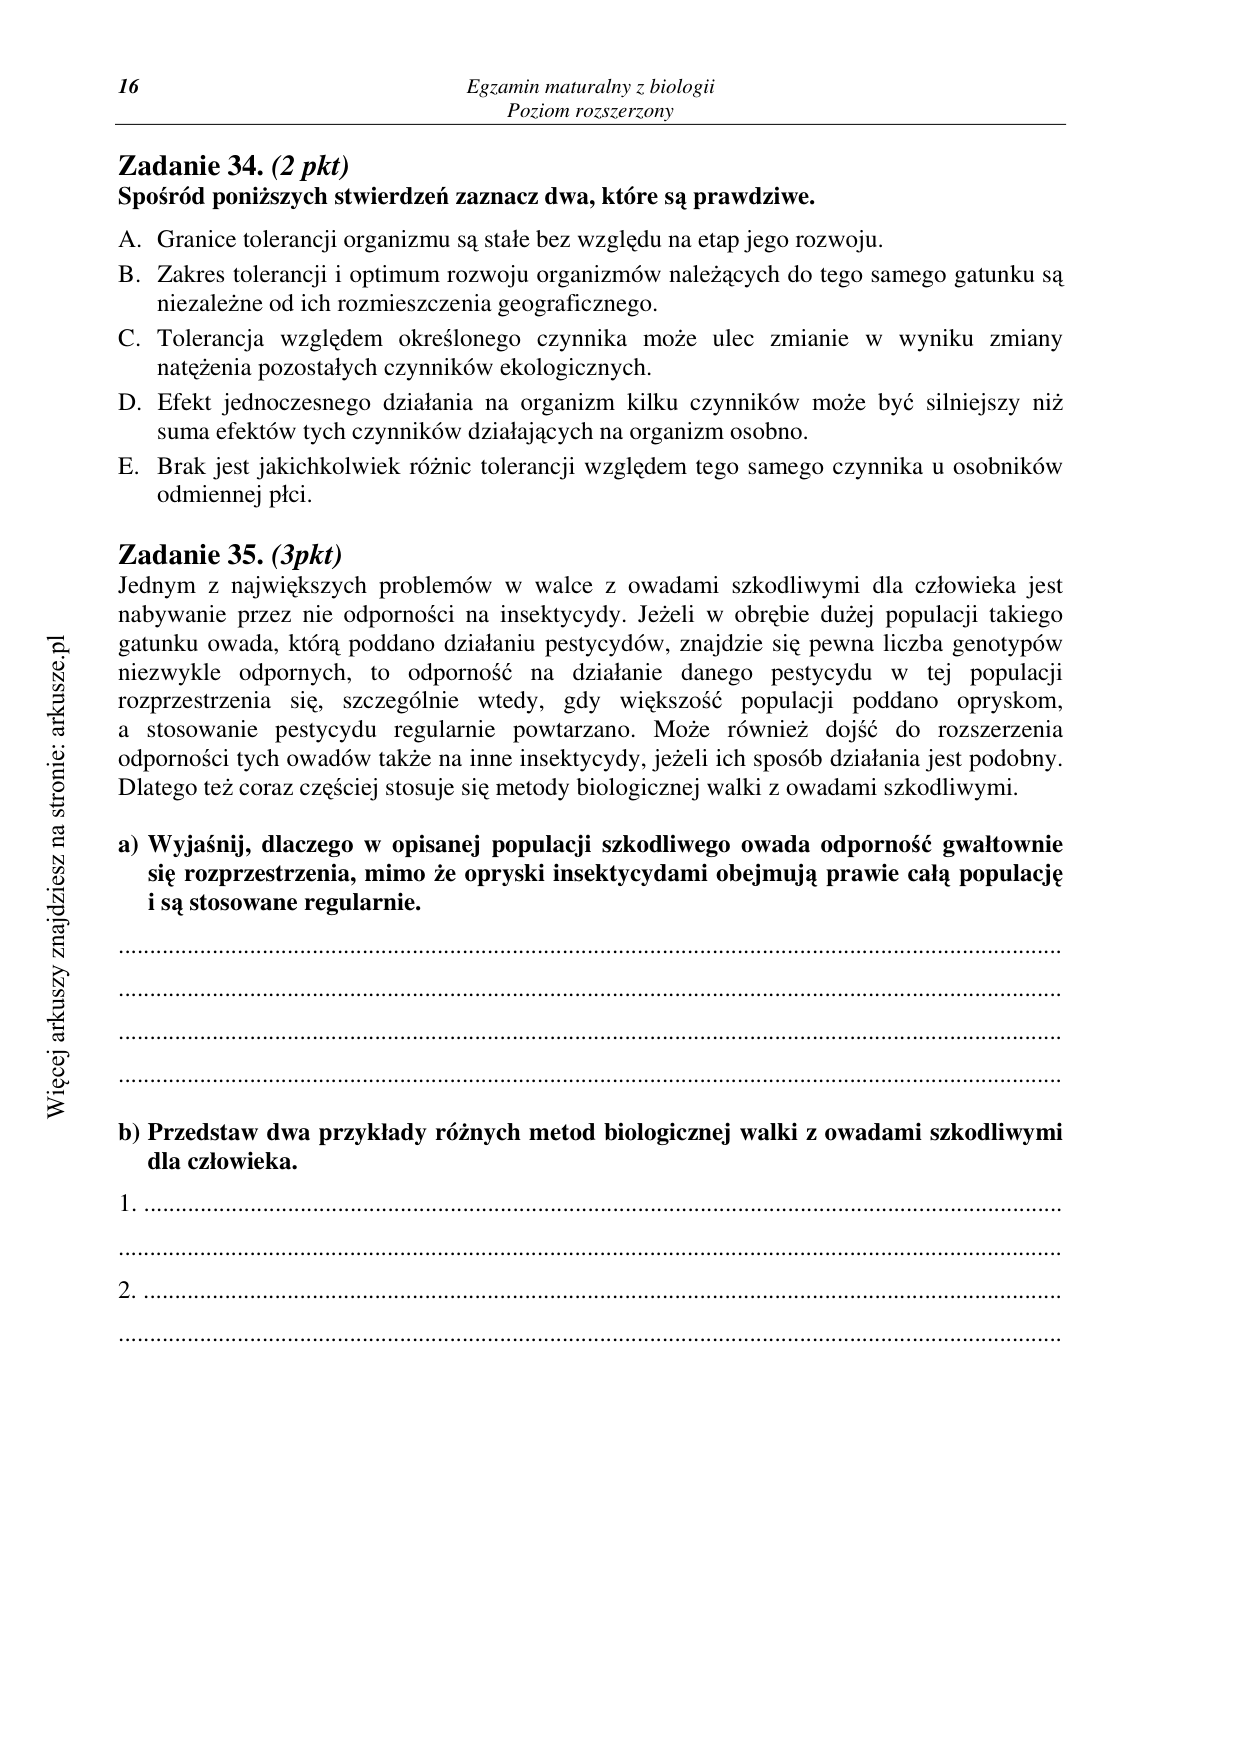 16
Egzamin maturalny z biologii
Poziom rozszerzony
Zadanie 34. (2 pkt)
Spośród poniższych stwierdzeń zaznacz dwa, które są prawdziwe.
A. Granice tolerancji organizmu są stałe bez względu na etap jego rozwoju.
B. Zakres tolerancji i optimum rozwoju organizmów należących do tego samego gatunku są
niezależne od ich rozmieszczenia geograficznego.
C. Tolerancja względem określonego czynnika może ulec zmianie w wyniku zmiany
natężenia pozostałych czynników ekologicznych.
D. Efekt jednoczesnego działania na organizm kilku czynników może być silniejszy niż
suma efektów tych czynników działających na organizm osobno.
E. Brak jest jakichkolwiek różnic tolerancji względem tego samego czynnika u osobników
odmiennej płci.
Zadanie 35. (3pkt)
Jednym z największych problemów w walce z owadami szkodliwymi dla człowieka jest
nabywanie przez nie odporności na insektycydy. Jeżeli w obrębie dużej populacji takiego
gatunku owada, którą poddano działaniu pestycydów, znajdzie się pewna liczba genotypów
niezwykle odpornych, to odporność na działanie danego pestycydu w tej populacji
rozprzestrzenia się, szczególnie wtedy, gdy większość populacji poddano opryskom,
a stosowanie pestycydu regularnie powtarzano. Może również dojść do rozszerzenia
odporności tych owadów także na inne insektycydy, jeżeli ich sposób działania jest podobny.
Dlatego też coraz częściej stosuje się metody biologicznej walki z owadami szkodliwymi.
a) Wyjaśnij, dlaczego w opisanej populacji szkodliwego owada odporność gwałtownie
się rozprzestrzenia, mimo że opryski insektycydami obejmują prawie całą populację
i są stosowane regularnie.
b) Przedstaw dwa przykłady różnych metod biologicznej walki z owadami szkodliwymi
dla człowieka.
1.
2.
Więcej arkuszy znajdziesz na stronie: arkusze.pl